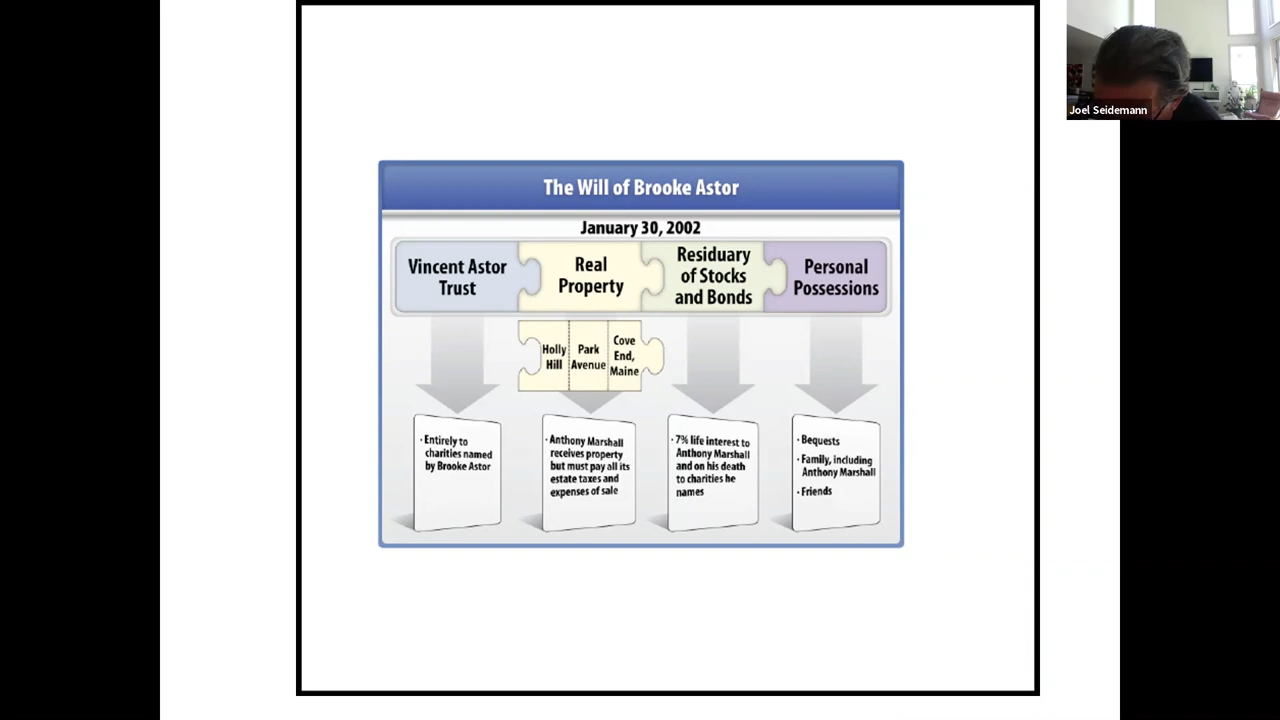 Joel Seidemann
The Will of Brooke Astor
January 30, 2002
Vincent Astor
Trust
Real
Property
Residuary
of Stocks
and Bonds
Personal
Possessions
Holly
Hill
Park
Avenue
Cove
End,
Maine
· Entirely to
charities named
by Brooke Astor
· Anthony Marshall
receives property
but must pay all its
estate taxes and
expenses of sale
· 7% life interest to
Anthony Marshall
and on his death
to charities he
names
· Bequests
· Family, including
Anthony Marshall
· Friends